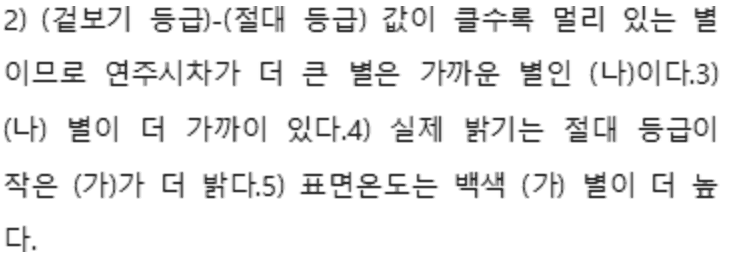 2) (겉보기 등급)-(절대 등급) 값이 클수록 멀리 있는 별
이므로 연주시차가 더 큰 별은 가까운 별인 (나)이다.3)
(나) 별이 더 가까이 있다.4) 실제 밝기는 절대 등급이
작은 (가)가 더 밝다.5) 표면온도는 백색 (가) 별이 더 높
다.